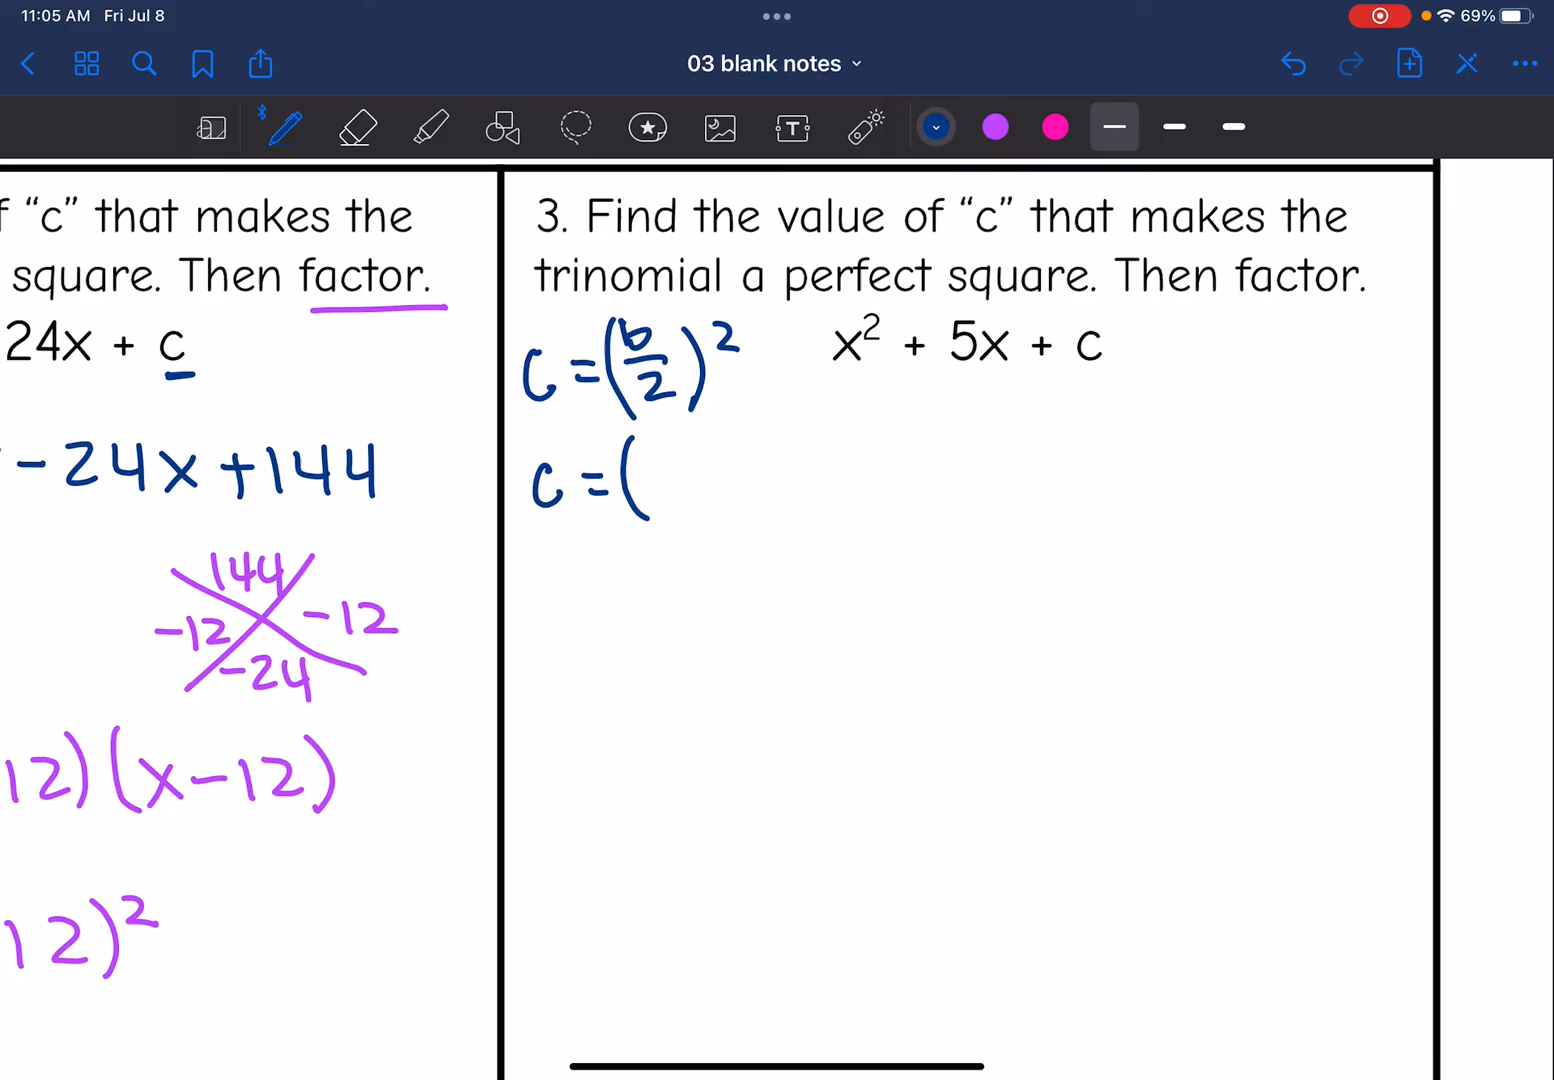 11:05 AM Fri Jul 8
69%
03 blank notes
T
f “c” that makes the
square. Then factor.
24x + c
- 24x + 144
144
-12 -12
-24
12) (x - 12)
12)²
3. Find the value of “c” that makes the
trinomial a perfect square. Then factor.
x² + 5x + c
c = (b/2)²
c = (